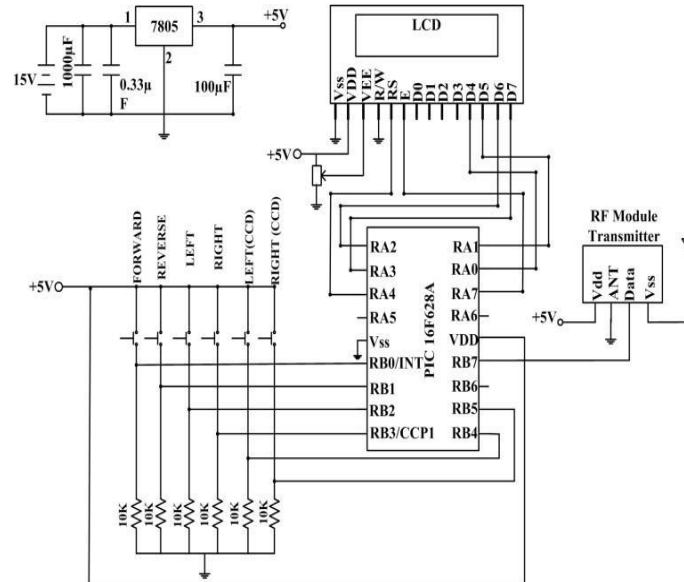 1
7805
3
+5V
2
15V
1000µF
0.33µ
F
100µF
LCD
Vss
VDD
VEE
R/W
RS
E
D0
D1
D2
D3
D4
D5
D6
D7
+5V
FORWARD
REVERSE
LEFT
RIGHT
LEFT(CCD)
RIGHT (CCD)
+5V
RA2
RA3
RA4
RA5
Vss
RB0/INT
RB1
RB2
RB3/CCP1
PIC 16F628A
RA1
RA0
RA7
RA6
VDD
RB7
RB6
RB5
RB4
RF Module
Transmitter
Vdd
ANT
Data
Vss
+5V
10K
10K
10K
10K
10K
10K